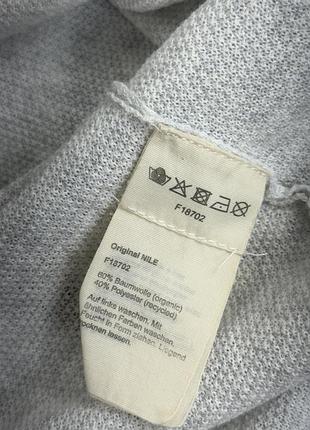 F18702
Original NILE
F18702
60% Baumwolle (organic)
40% Polyester (recycled)
Auf links waschen. Mit
ähnlichen Farben waschen.
Feucht in Form ziehen. Liegend
trocknen lassen.